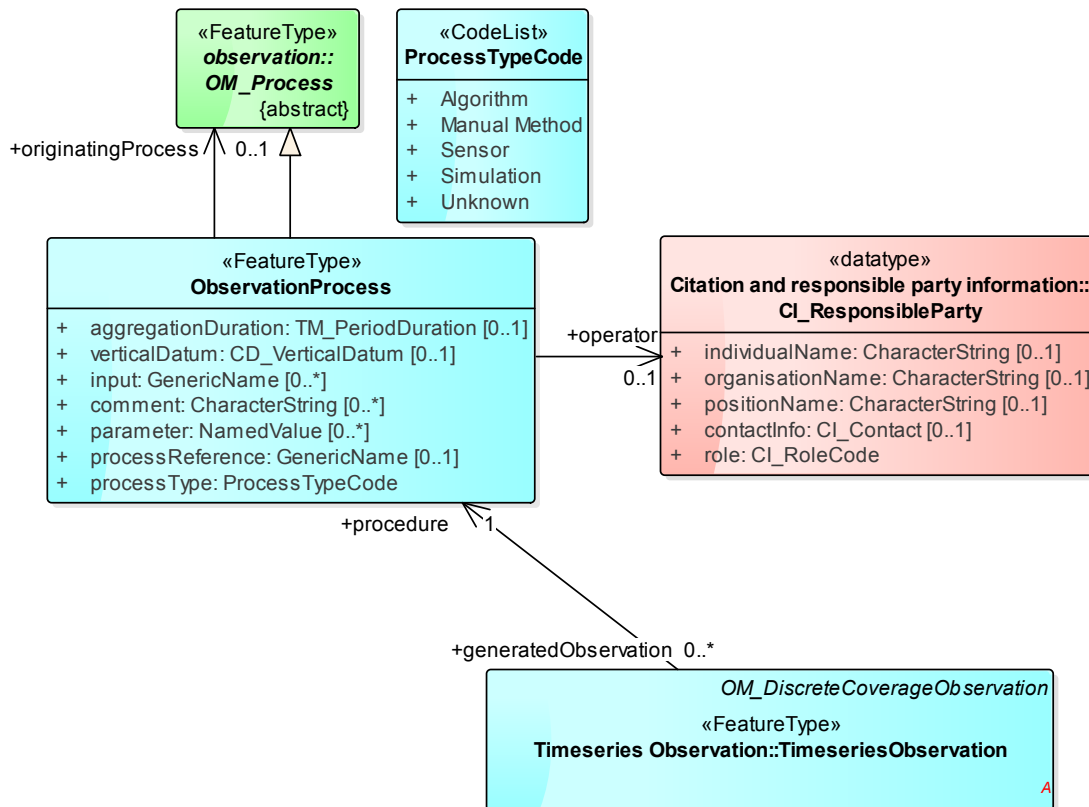 «FeatureType»
observation::
OM_Process
{abstract}
«CodeList»
ProcessTypeCode
+ Algorithm
+ Manual Method
+ Sensor
+ Simulation
+ Unknown
+originatingProcess 0..1
«FeatureType»
ObservationProcess
+ aggregationDuration: TM_PeriodDuration [0..1]
+ verticalDatum: CD_VerticalDatum [0..1]
+ input: GenericName [0..*]
+ comment: CharacterString [0..*]
+ parameter: NamedValue [0..*]
+ processReference: GenericName [0..1]
+ processType: ProcessTypeCode
+operator
0..1
«datatype»
Citation and responsible party information::
CI_ResponsibleParty
+ individualName: CharacterString [0..1]
+ organisationName: CharacterString [0..1]
+ positionName: CharacterString [0..1]
+ contactInfo: CI_Contact [0..1]
+ role: CI_RoleCode
+procedure 1
+generatedObservation 0..*
OM_DiscreteCoverageObservation
«FeatureType»
Timeseries Observation::TimeseriesObservation
A